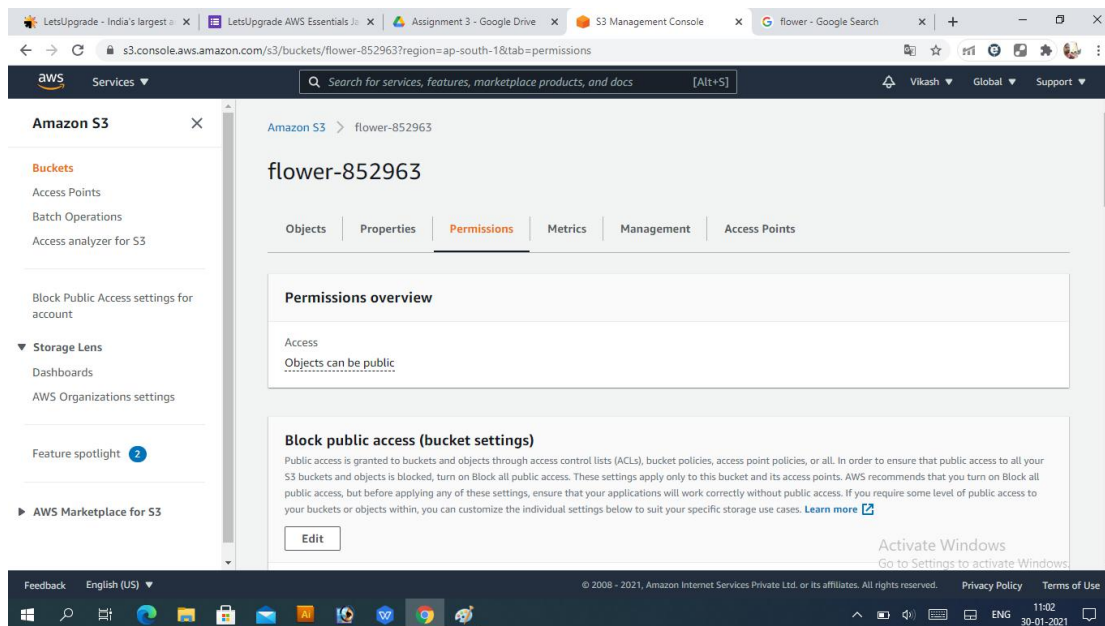 LetsUpgrade - India's largest a
LetsUpgrade AWS Essentials Ja
Assignment 3 - Google Drive
S3 Management Console
flower - Google Search
s3.console.aws.amazon.com/s3/buckets/flower-852963?region=ap-south-1&tab=permissions
aws
Services
Search for services, features, marketplace products, and docs
[Alt+S]
Vikash
Global
Support
Amazon S3
Buckets
Access Points
Batch Operations
Access analyzer for S3
Block Public Access settings for
account
Storage Lens
Dashboards
AWS Organizations settings
Feature spotlight 2
AWS Marketplace for S3
Amazon S3 > flower-852963
flower-852963
Objects
Properties
Permissions
Metrics
Management
Access Points
Permissions overview
Access
Objects can be public
Block public access (bucket settings)
Public access is granted to buckets and objects through access control lists (ACLs), bucket policies, access point policies, or all. In order to ensure that public access to all your
S3 buckets and objects is blocked, turn on Block all public access. These settings apply only to this bucket and its access points. AWS recommends that you turn on Block all
public access, but before applying any of these settings, ensure that your applications will work correctly without public access. If you require some level of public access to
your buckets or objects within, you can customize the individual settings below to suit your specific storage use cases. Learn more
Edit
Activate Windows
Go to Settings to activate Windows.
Feedback
English (US)
© 2008 - 2021, Amazon Internet Services Private Ltd. or its affiliates. All rights reserved.
Privacy Policy
Terms of Use
Ai
ENG
11:02
30-01-2021